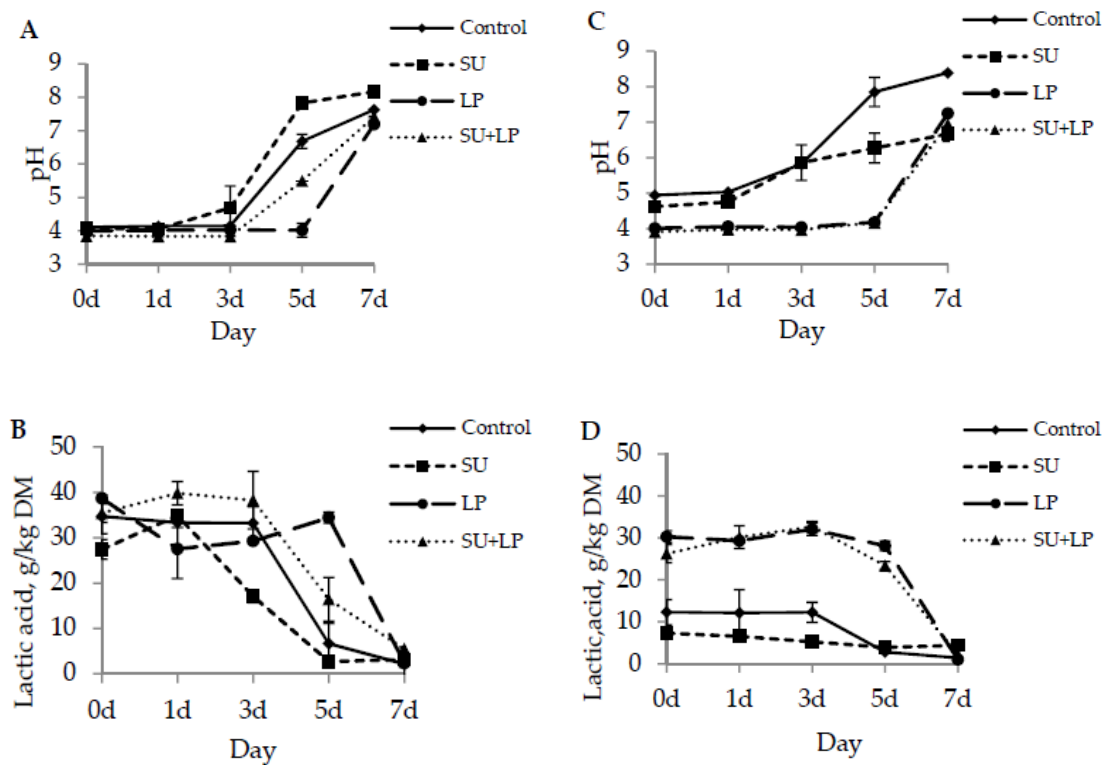 A
pH
9
8
7
6
5
4
3
0d 1d 3d 5d 7d
Day
Control
SU
LP
SU+LP
C
pH
9
8
7
6
5
4
3
0d 1d 3d 5d 7d
Day
Control
SU
LP
SU+LP
B
Lactic acid, g/kg DM
50
40
30
20
10
0
0d 1d 3d 5d 7d
Day
Control
SU
LP
SU+LP
D
Lactic,acid, g/kg DM
50
40
30
20
10
0
0d 1d 3d 5d 7d
Day
Control
SU
LP
SU+LP